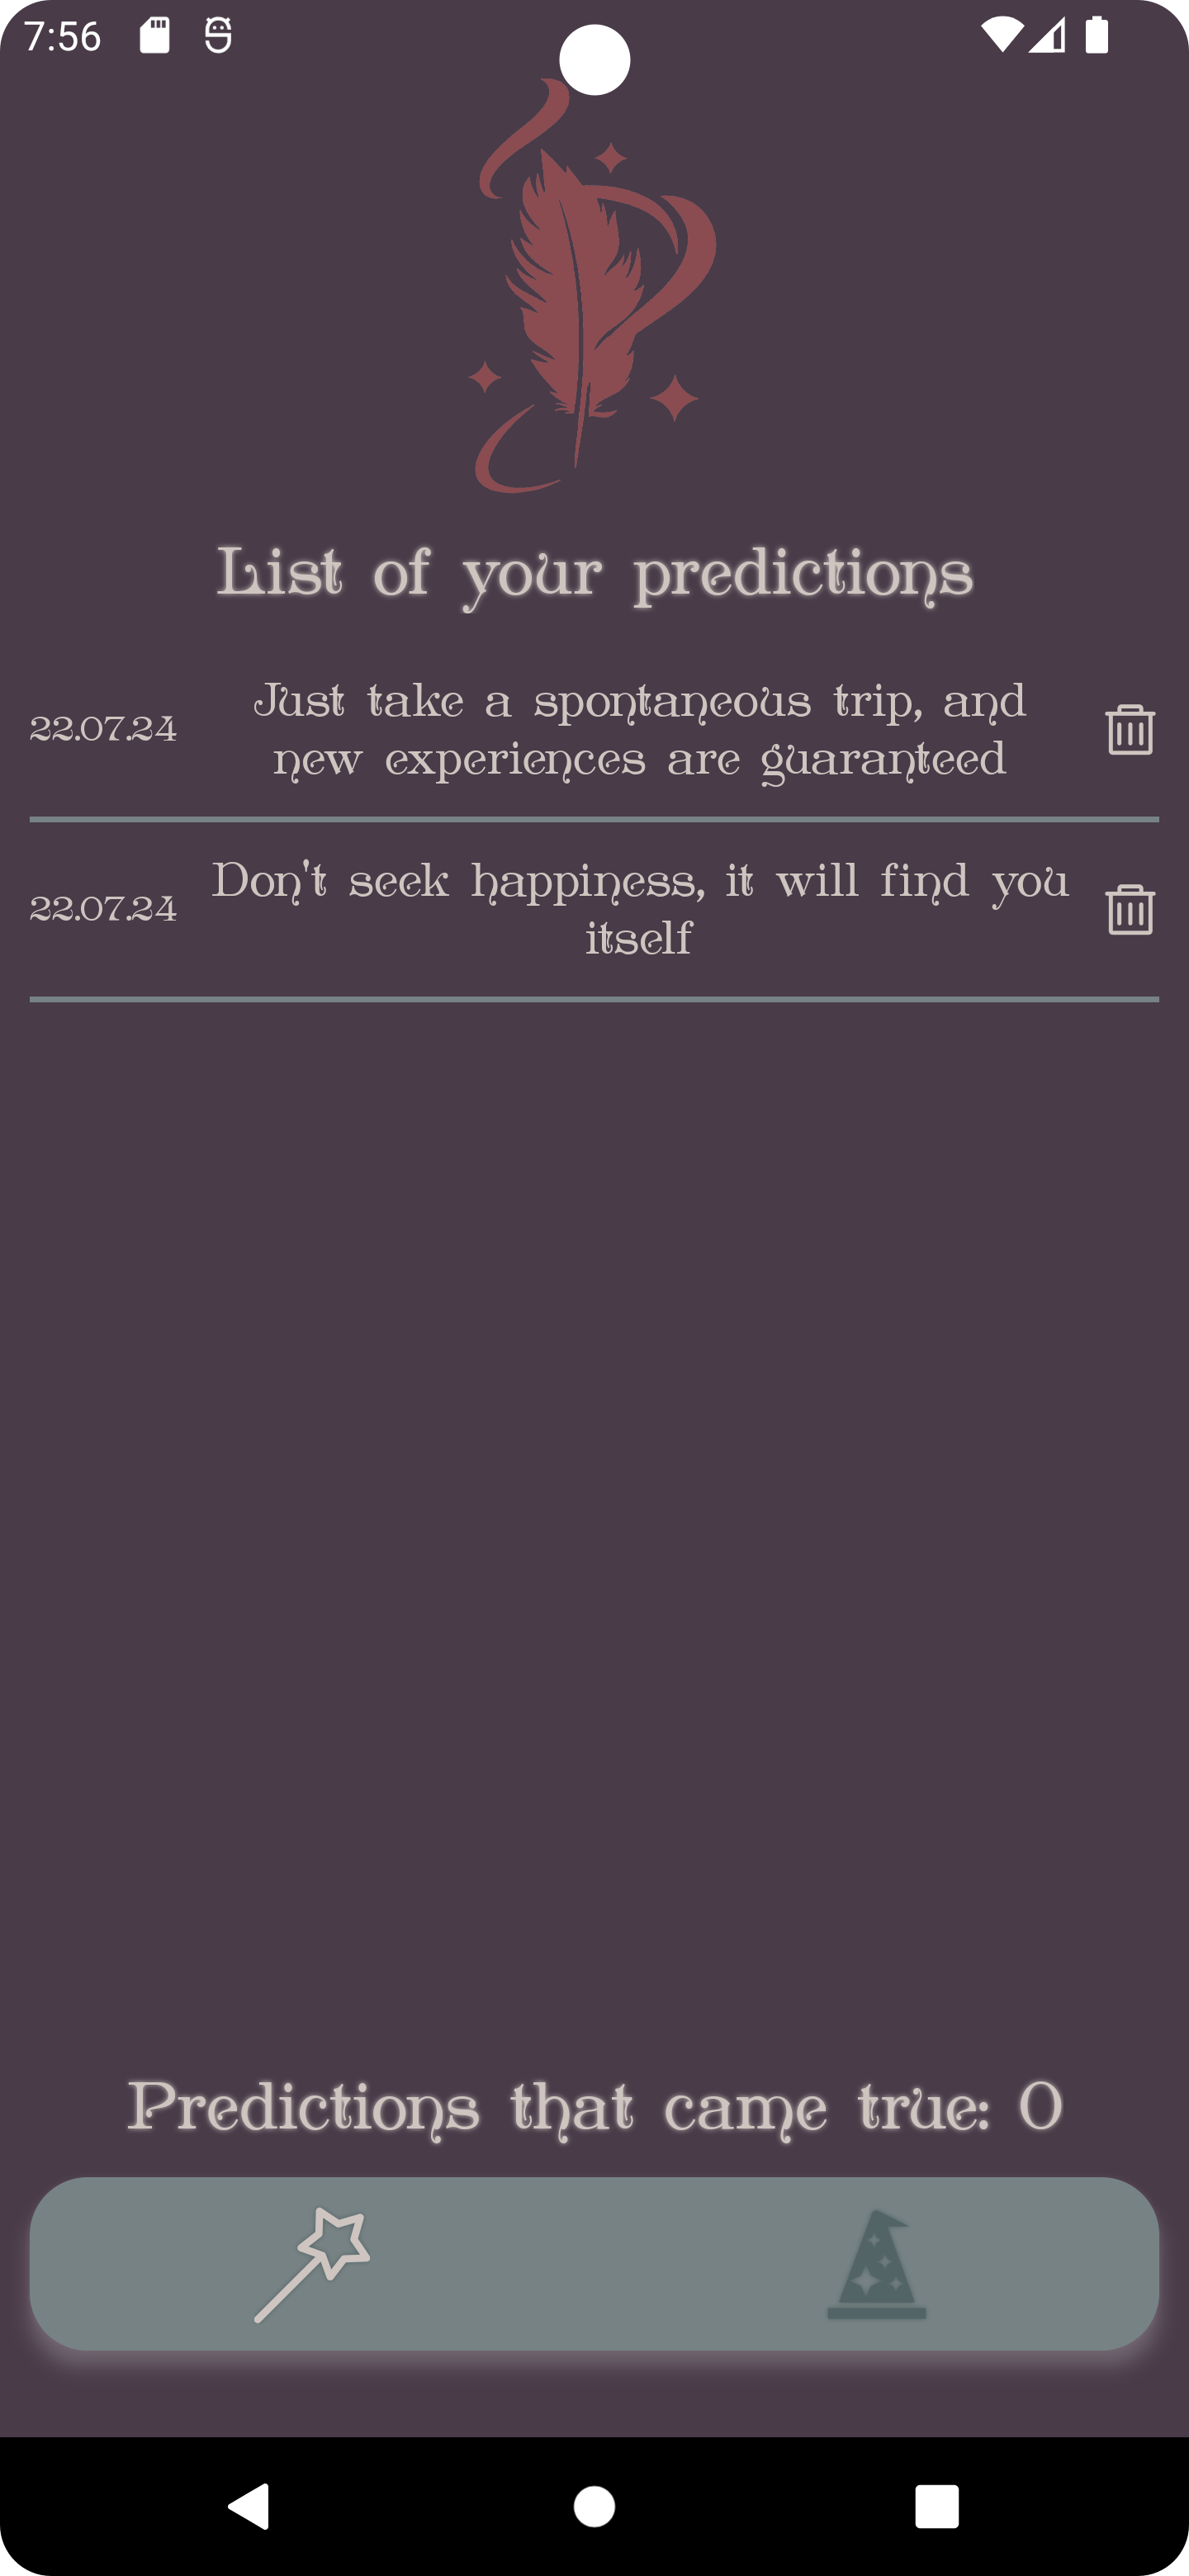 7:56
List of your predictions
Just take a spontaneous trip, and
22.07.24
new experiences are guaranteed
Don't seek happiness, it will find you
22.07.24
itself
Predictions that came true: 0